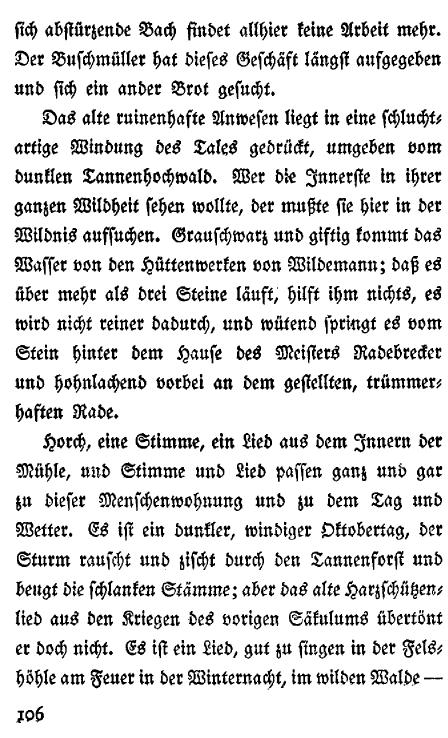 sich abstürzende Bach findet allhier keine Arbeit mehr.
Der Buschmüller hat dieses Geschäft längst aufgegeben
und sich ein ander Brot gesucht.
Das alte ruinenhafte Anwesen liegt in eine schlucht-
artige Windung des Tales gedrückt, umgeben vom
dunklen Tannenhochwald. Wer die Innerste in ihrer
ganzen Wildheit sehen wollte, der mußte sie hier in der
Wildnis aufsuchen. Grauschwarz und giftig kommt das
Wasser von den Hüttenwerken von Wildemann; daß es
über mehr als drei Steine läuft, hilft ihm nichts, es
wird nicht reiner dadurch, und wütend springt es vom
Stein hinter dem Hause des Meisters Radebrecker
und hohnlachend vorbei an dem gestellten, trümmer-
haften Rade.
Horch, eine Stimme, ein Lied aus dem Innern der
Mühle, und Stimme und Lied passen ganz und gar
zu dieser Menschenwohnung und zu dem Tag und
Wetter. Es ist ein dunkler, windiger Oktobertag, der
Sturm rauscht und zischt durch den Tannenforst und
beugt die schlanken Stämme; aber das alte Harzschützen-
lied aus den Kriegen des vorigen Säkulums übertönt
er doch nicht. Es ist ein Lied, gut zu singen in der Fels-
höhle am Feuer in der Winternacht, im wilden Walde —
106